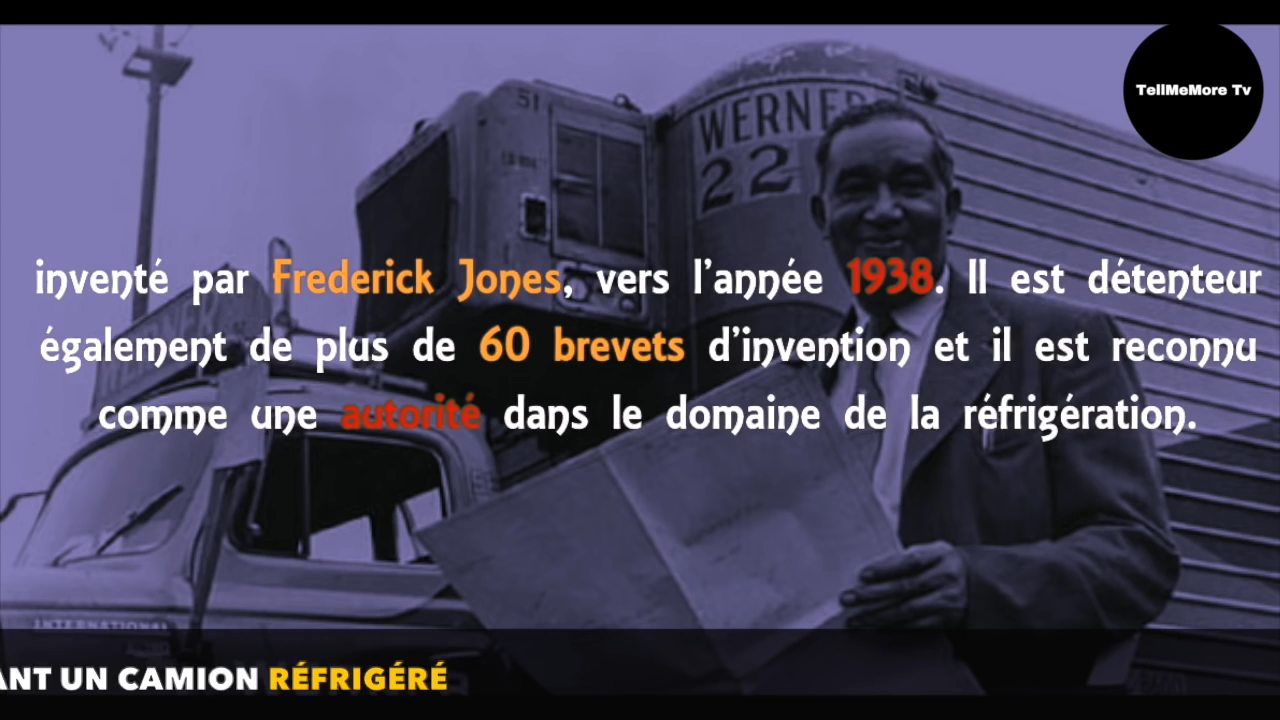 TellMeMore Tv
51
WERNER
22
inventé par Frederick Jones, vers l'année 1938. Il est détenteur
également de plus de 60 brevets d'invention et il est reconnu
comme une autorité dans le domaine de la réfrigération.
INTERNATIONAL
ANT UN CAMION RÉFRIGÉRÉ